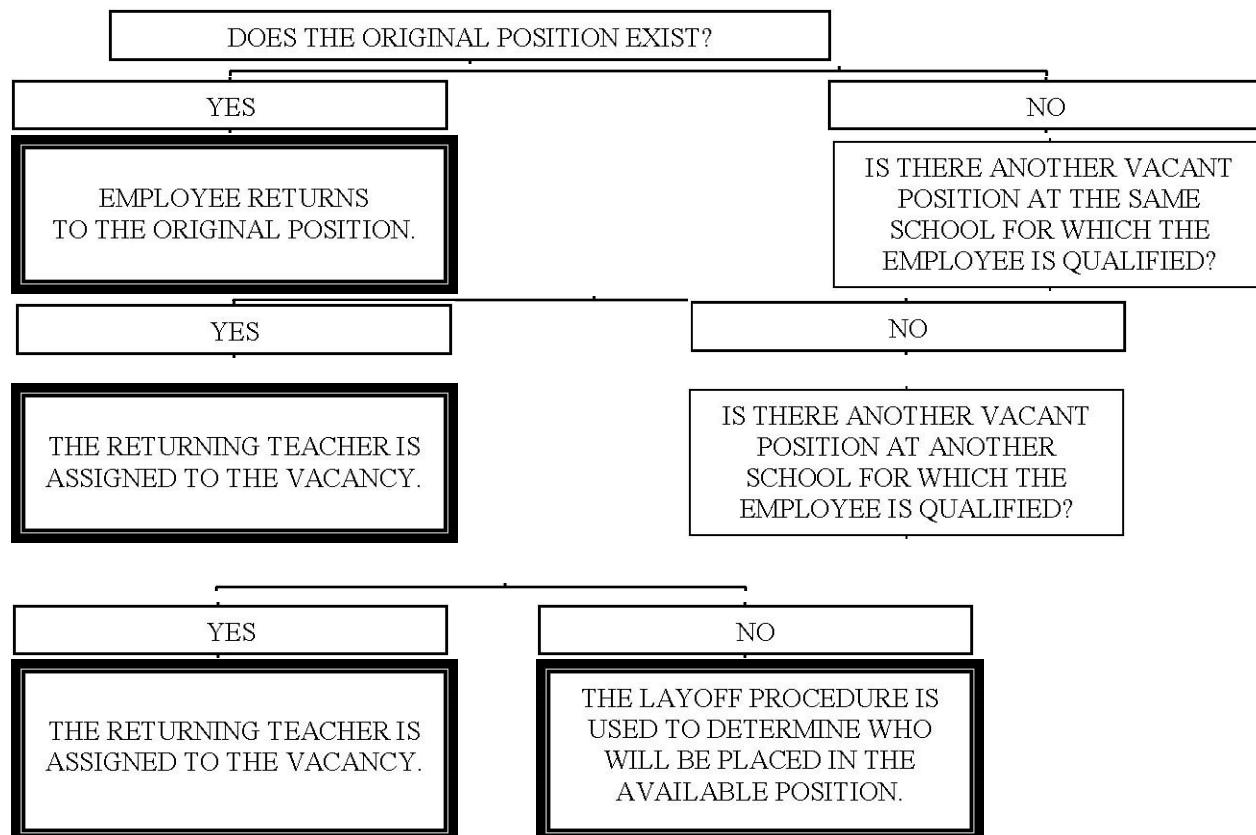 DOES THE ORIGINAL POSITION EXIST?
YES
NO
EMPLOYEE RETURNS
TO THE ORIGINAL POSITION.
IS THERE ANOTHER VACANT
POSITION AT THE SAME
SCHOOL FOR WHICH THE
EMPLOYEE IS QUALIFIED?
YES
NO
THE RETURNING TEACHER IS
ASSIGNED TO THE VACANCY.
IS THERE ANOTHER VACANT
POSITION AT ANOTHER
SCHOOL FOR WHICH THE
EMPLOYEE IS QUALIFIED?
YES
NO
THE RETURNING TEACHER IS
ASSIGNED TO THE VACANCY.
THE LAYOFF PROCEDURE IS
USED TO DETERMINE WHO
WILL BE PLACED IN THE
AVAILABLE POSITION.